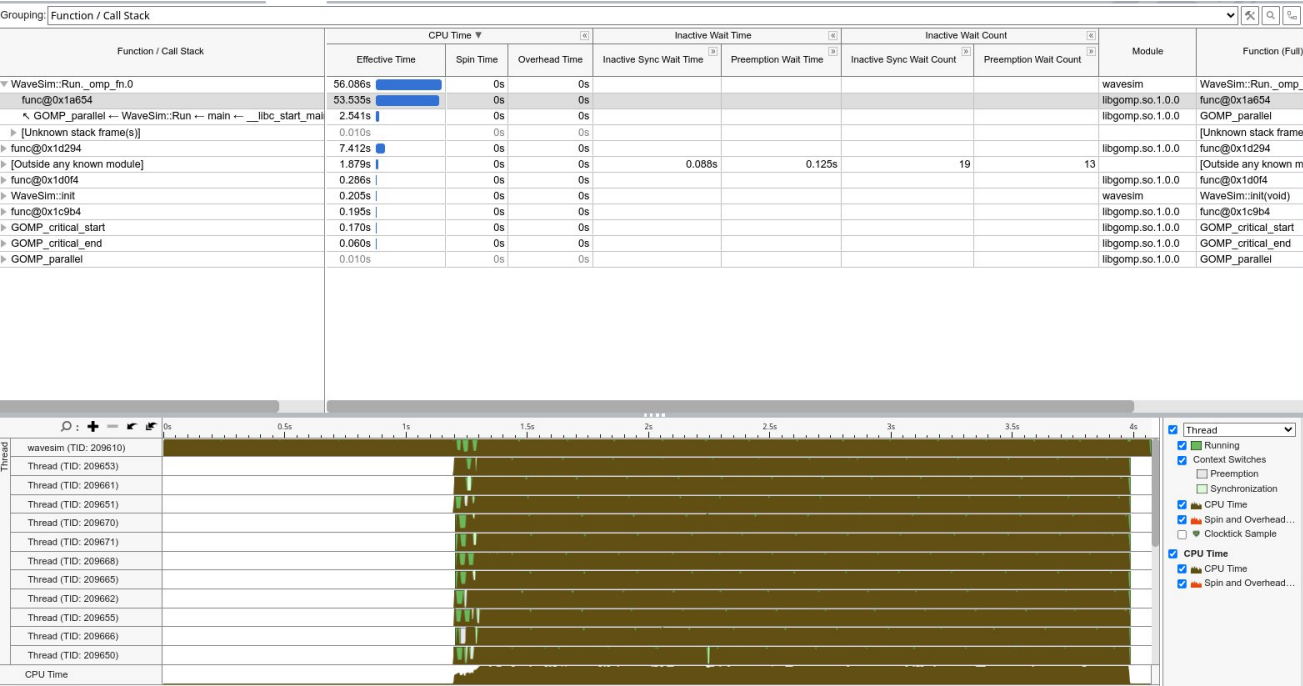 Grouping: Function / Call Stack
Function / Call Stack CPU Time ▼ Inactive Wait Time Inactive Wait Count Module Function (Full)
Effective Time Spin Time Overhead Time Inactive Sync Wait Time Preemption Wait Time Inactive Sync Wait Count Preemption Wait Count
WaveSim::Run._omp_fn.0 56.086s 0s 0s wavesim WaveSim::Run._omp_
func@0x1a654 53.535s 0s 0s libgomp.so.1.0.0 func@0x1a654
↖ GOMP_parallel ← WaveSim::Run ← main ← __libc_start_mai 2.541s 0s 0s libgomp.so.1.0.0 GOMP_parallel
[Unknown stack frame(s)] 0.010s 0s 0s [Unknown stack frame
func@0x1d294 7.412s 0s 0s libgomp.so.1.0.0 func@0x1d294
[Outside any known module] 1.879s 0s 0s 0.088s 0.125s 19 13 [Outside any known m
func@0x1d0f4 0.286s 0s 0s libgomp.so.1.0.0 func@0x1d0f4
WaveSim::init 0.205s 0s 0s wavesim WaveSim::init(void)
func@0x1c9b4 0.195s 0s 0s libgomp.so.1.0.0 func@0x1c9b4
GOMP_critical_start 0.170s 0s 0s libgomp.so.1.0.0 GOMP_critical_start
GOMP_critical_end 0.060s 0s 0s libgomp.so.1.0.0 GOMP_critical_end
GOMP_parallel 0.010s 0s 0s libgomp.so.1.0.0 GOMP_parallel
0s 0.5s 1s 1.5s 2s 2.5s 3s 3.5s 4s
Thread
wavesim (TID: 209610)
Thread (TID: 209653)
Thread (TID: 209661)
Thread (TID: 209651)
Thread (TID: 209670)
Thread (TID: 209671)
Thread (TID: 209668)
Thread (TID: 209665)
Thread (TID: 209662)
Thread (TID: 209655)
Thread (TID: 209666)
Thread (TID: 209650)
CPU Time
Thread
Running
Context Switches
Preemption
Synchronization
CPU Time
Spin and Overhead...
Clocktick Sample
CPU Time
CPU Time
Spin and Overhead...